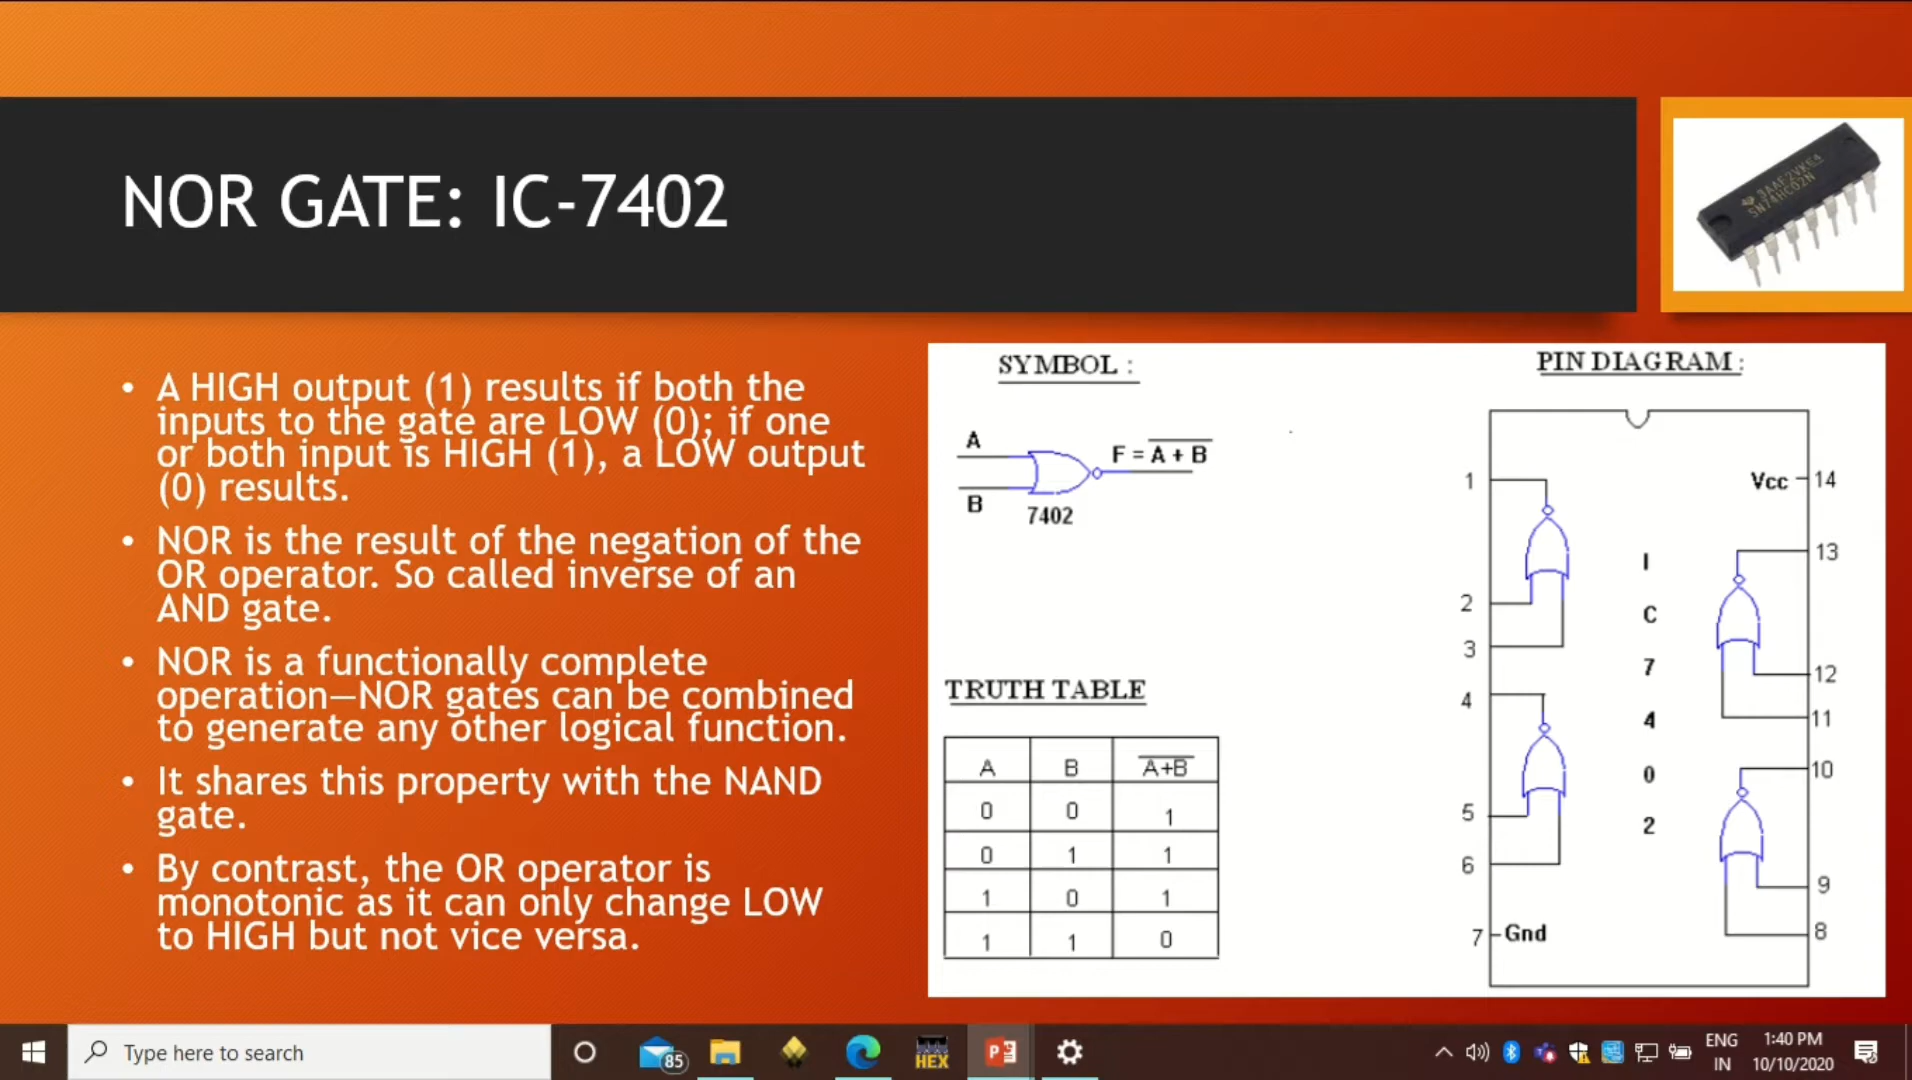 NOR GATE: IC-7402
3AAF2VKE4
SN74HC02N
• A HIGH output (1) results if both the
inputs to the gate are LOW (0); if one
or both input is HIGH (1), a LOW output
(0) results.
• NOR is the result of the negation of the
OR operator. So called inverse of an
AND gate.
• NOR is a functionally complete
operation—NOR gates can be combined
to generate any other logical function.
• It shares this property with the NAND
gate.
• By contrast, the OR operator is
monotonic as it can only change LOW
to HIGH but not vice versa.
SYMBOL :
A
B
F = A + B
7402
TRUTH TABLE
A B A+B
0 0 1
0 1 1
1 0 1
1 1 0
PIN DIAGRAM :
1
2
3
4
5
6
7 Gnd
I
C
7
4
0
2
Vcc 14
13
12
11
10
9
8
Type here to search
85
HEX
ENG
IN
1:40 PM
10/10/2020